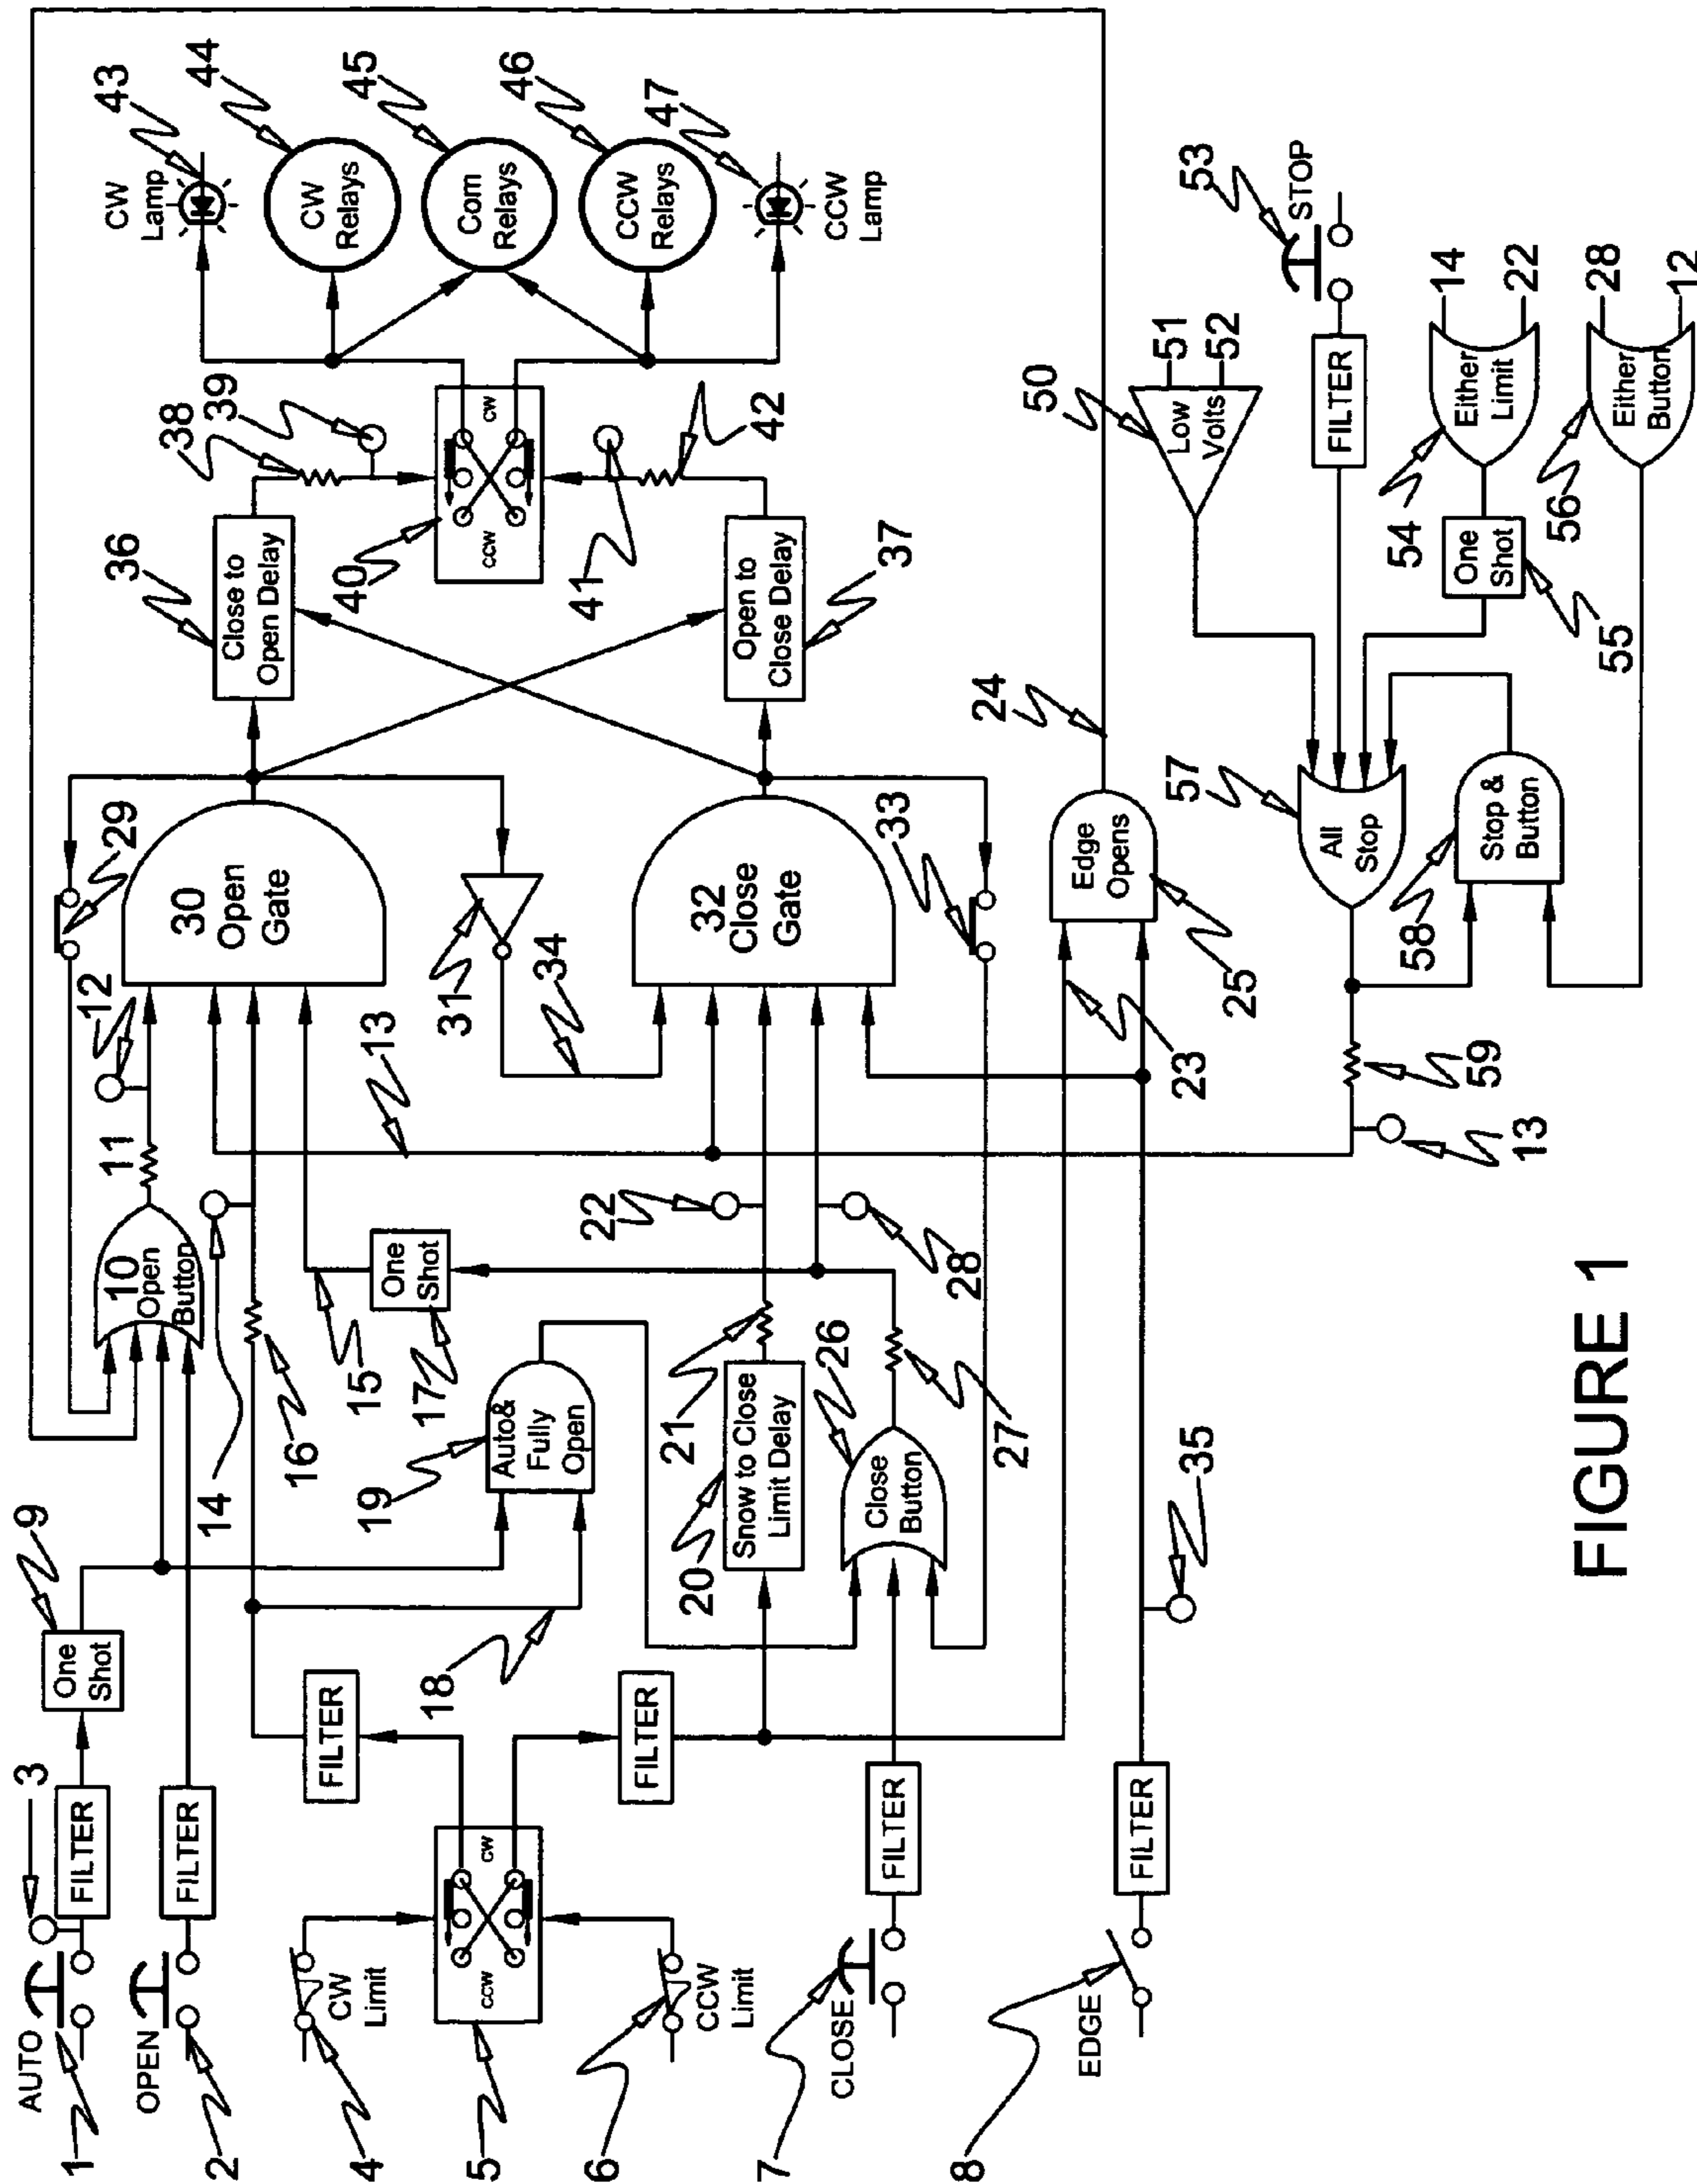 AUTO
1
3
FILTER
One
Shot
9
OPEN
2
FILTER
10
Open
Button
11
12
29
30
Open
Gate
36
Close to
Open Delay
38
39
CW
Lamp
43
CW
Relays
44
Com
Relays
45
CCW
Relays
46
CCW
Lamp
47
CW
Limit
4
CCW
CW
5
CCW
Limit
6
FILTER
FILTER
14
16
15
One
Shot
17
18
19
Auto&
Fully
Open
13
31
34
32
Close
Gate
33
CCW
CW
40
41
42
Open to
Close Delay
37
20
Snow to Close
Limit Delay
21
22
28
26
Close
Button
27
CLOSE
7
FILTER
EDGE
8
FILTER
35
23
Edge
Opens
25
24
50
Low
Volts
51
52
53
STOP
FILTER
Either
Limit
14
22
54
One
Shot
55
Either
Button
28
12
56
57
All
Stop
58
Stop &
Button
59
13
FIGURE 1